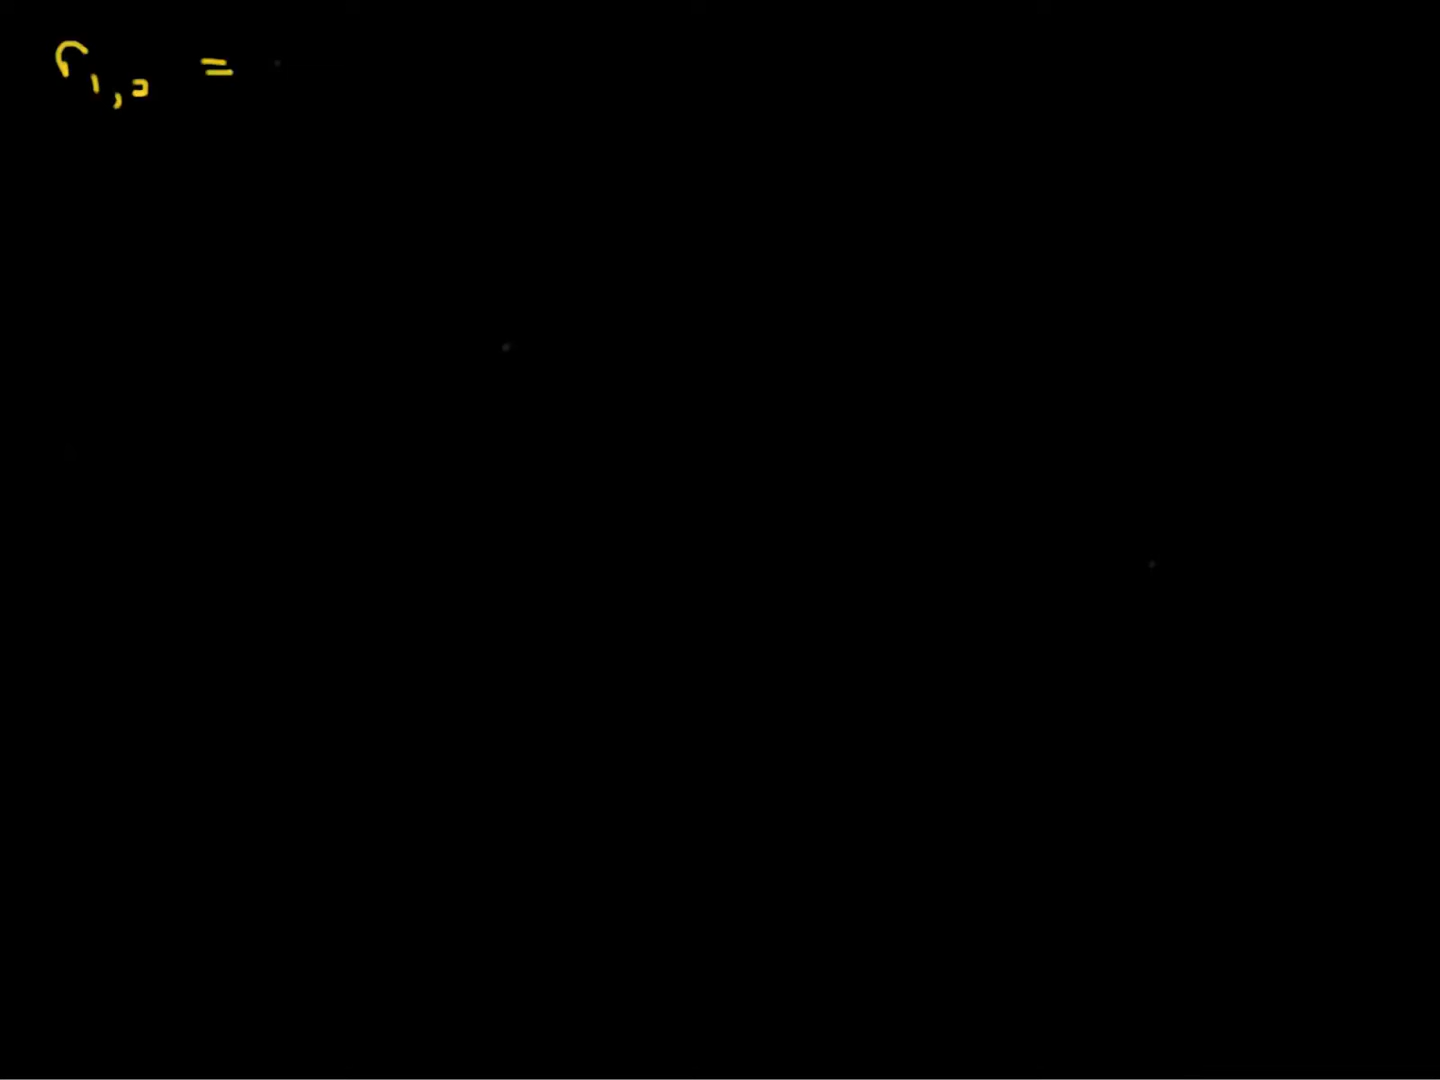 r₁,₂ =